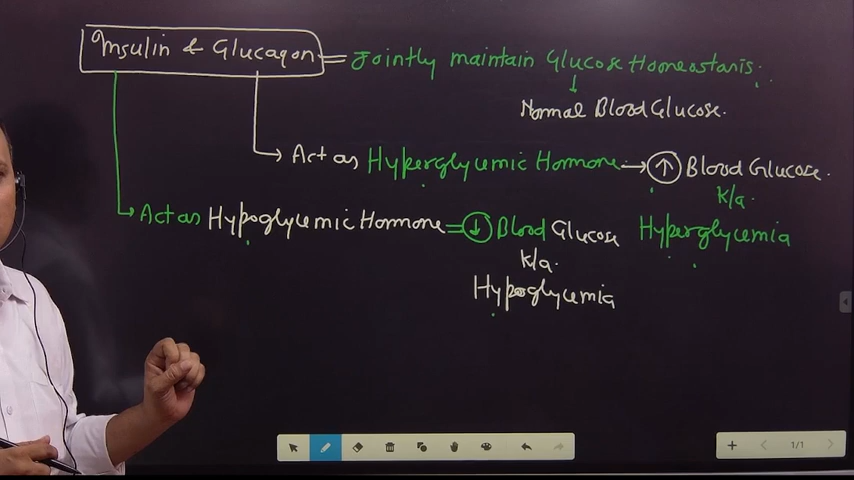 Insulin & Glucagon = Jointly maintain Glucose Homeostasis.
↓
Normal Blood Glucose.
Act as Hyperglycemic Hormone → ↑ Blood Glucose.
k/a.
Hyperglycemia
Act as Hypoglycemic Hormone = ↓ Blood Glucose
k/a.
Hypoglycemia
1/1